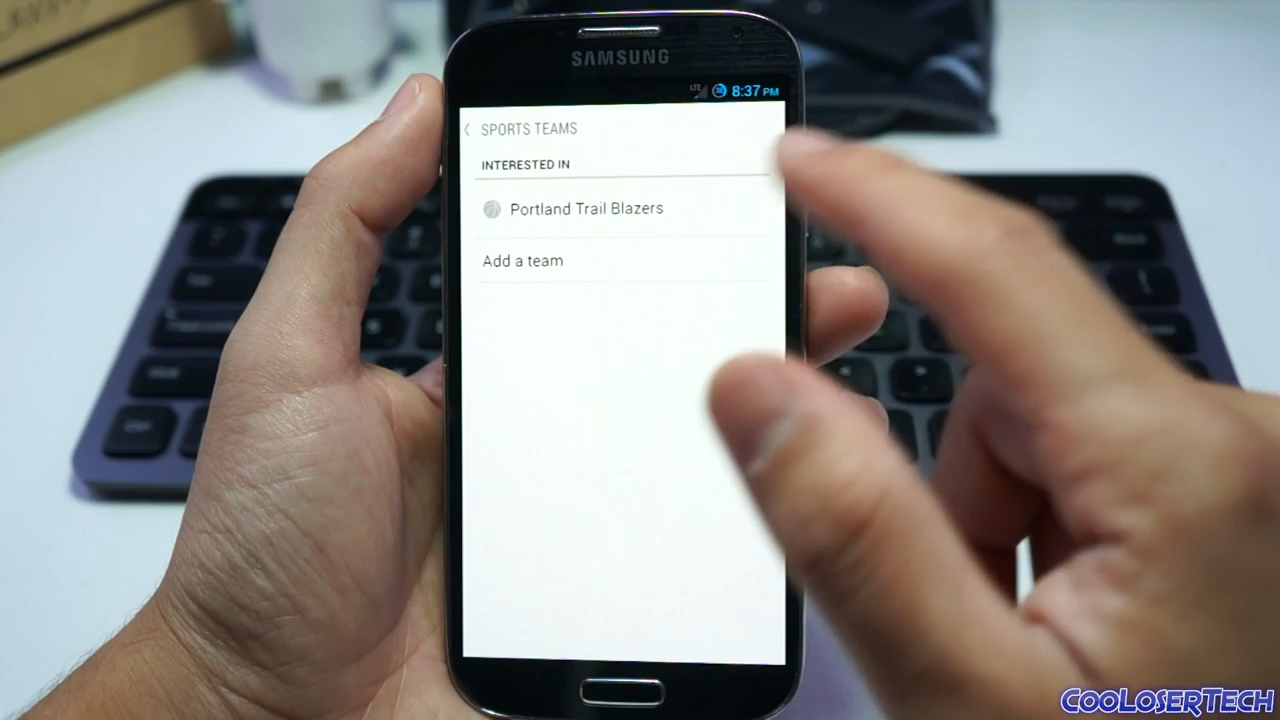 SAMSUNG
LTE 8:37 PM
SPORTS TEAMS
INTERESTED IN
Portland Trail Blazers
Add a team
COOLOSERTECH